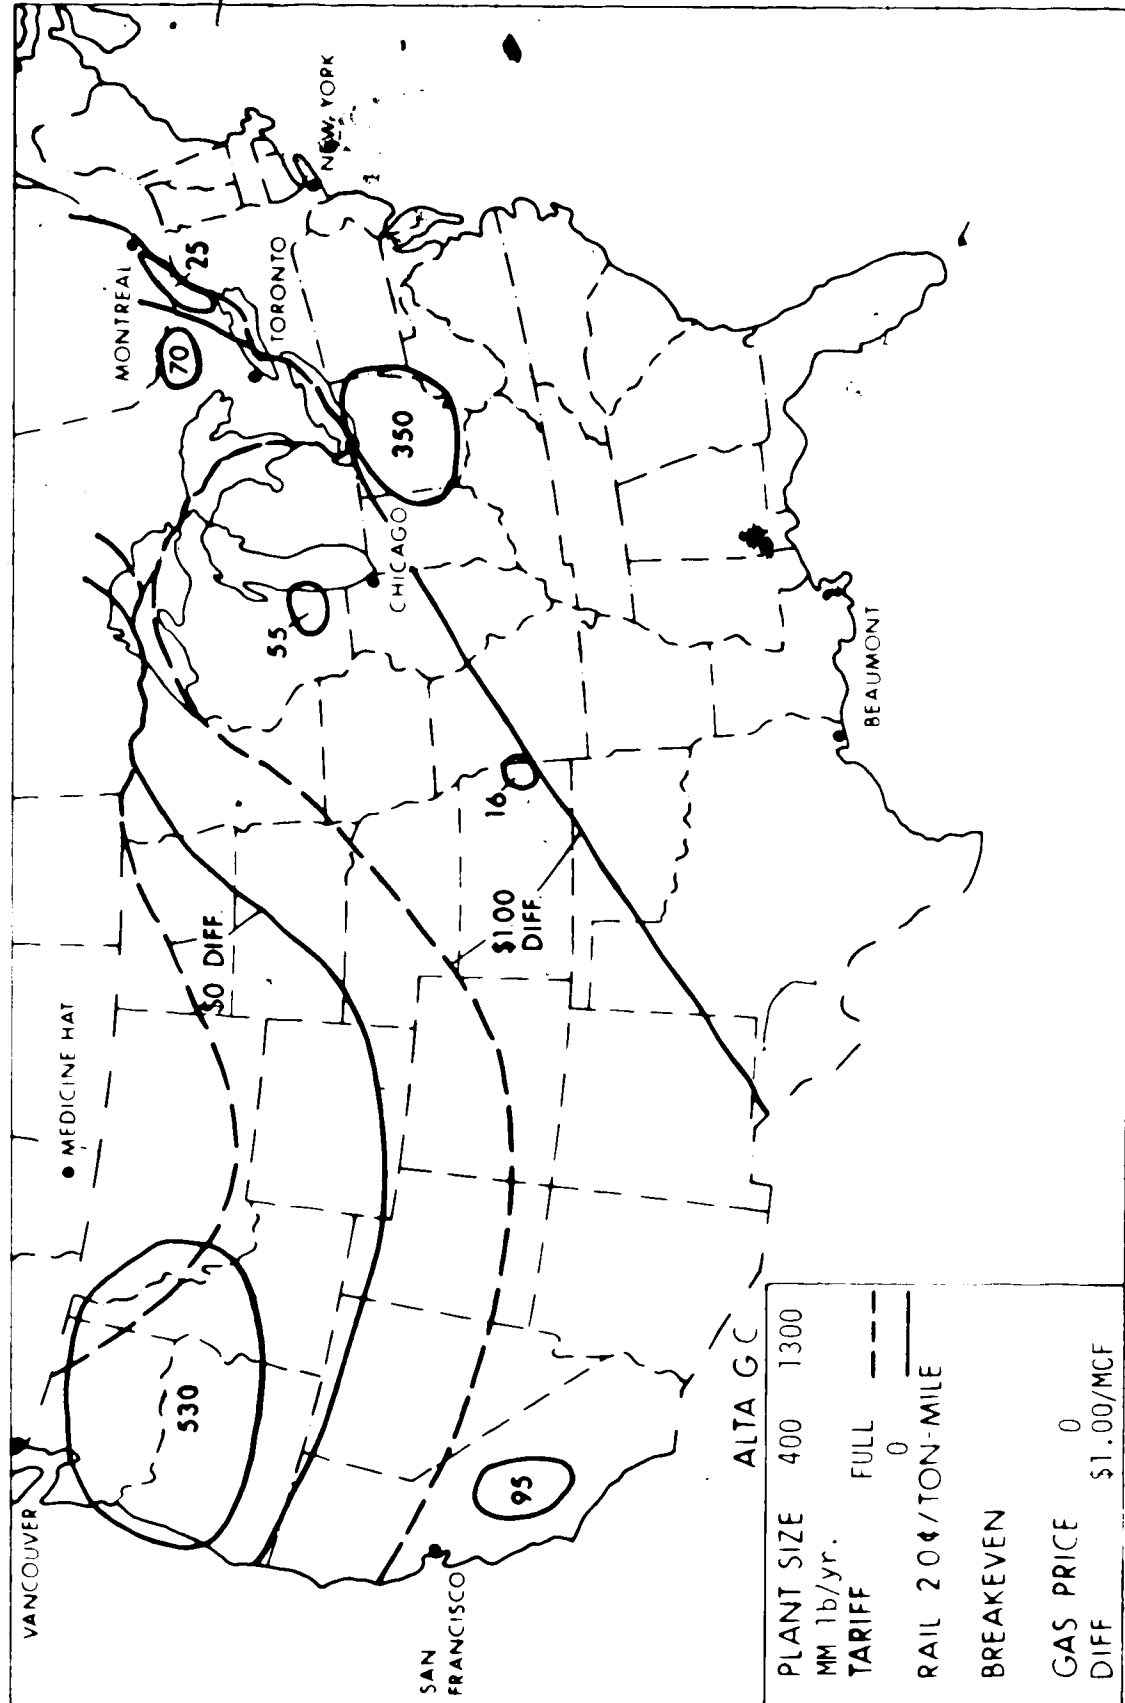 VANCOUVER
MEDICINE HAT
MONTREAL
70
25
TORONTO
NEW YORK
530
$0 DIFF.
55
CHICAGO
350
SAN
FRANCISCO
95
$1.00
DIFF.
16
BEAUMONT
ALTA G C
PLANT SIZE 400 1300
MM lb/yr.
TARIFF FULL
0
RAIL 20¢/TON-MILE
BREAKEVEN
GAS PRICE 0
DIFF $1.00/MCF